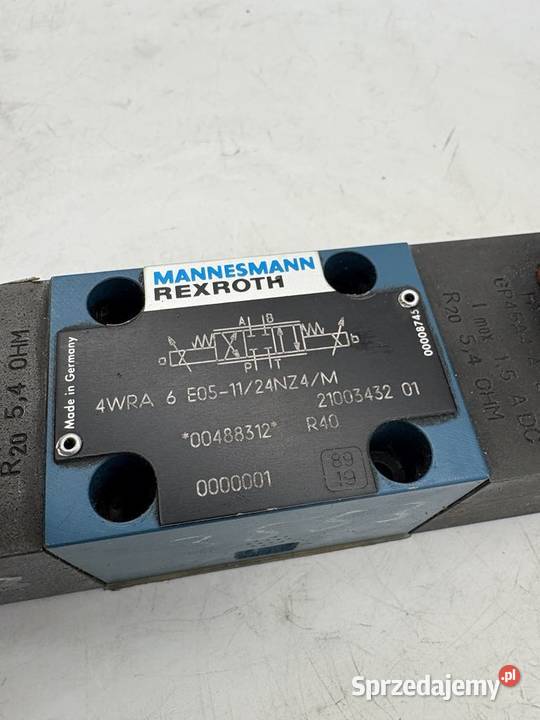 MANNESMANN
REXROTH
Made in Germany
00008745
A B
a b
P T
4WRA 6 E05-11/24NZ4/M
21003432 01
*00488312* R40
0000001
89
19
R20 5,4 OHM
I max 1,5 A DC
R20 5,4 OHM
Sprzedajemy.pl